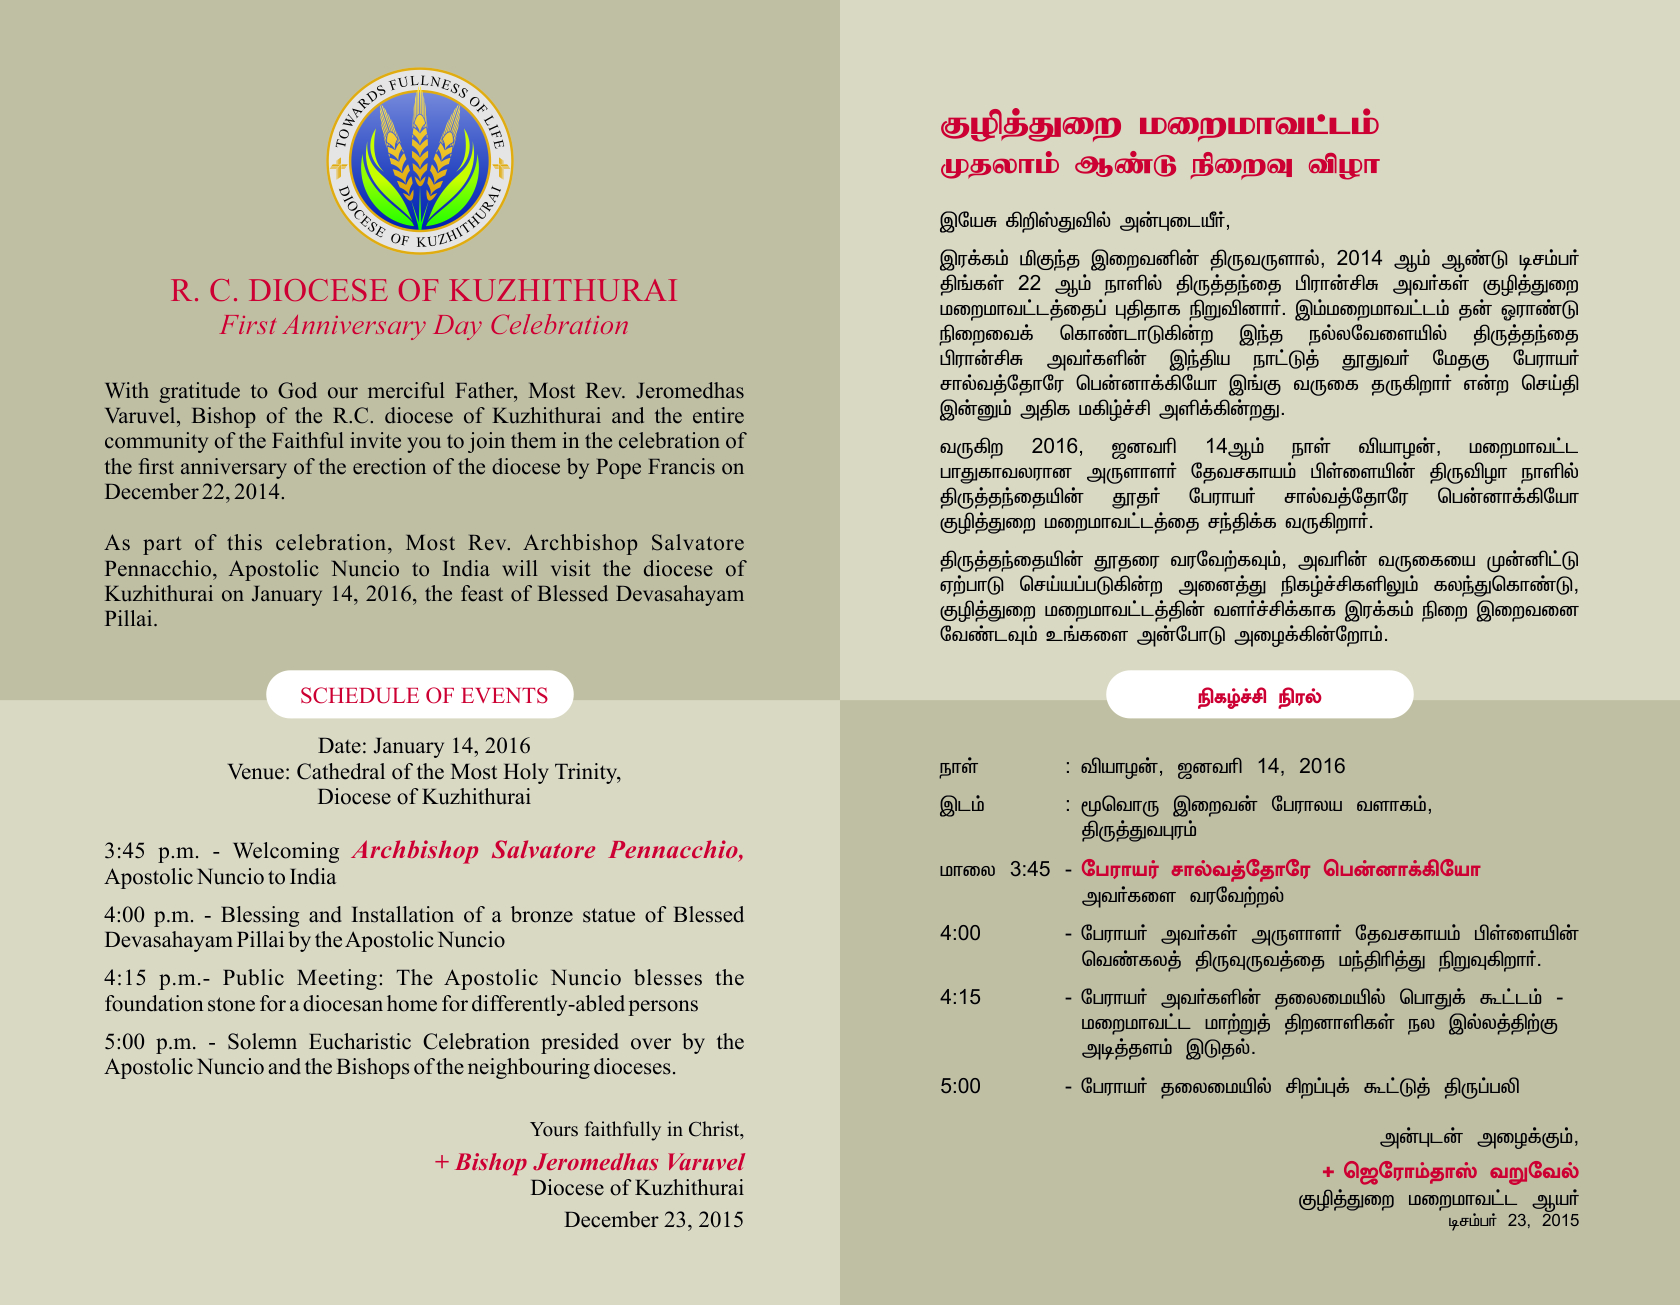 TOWARDS FULLNESS OF LIFE
DIOCESE OF KUZHITHURAI
R. C. DIOCESE OF KUZHITHURAI
First Anniversary Day Celebration
With gratitude to God our merciful Father, Most Rev. Jeromedhas
Varuvel, Bishop of the R.C. diocese of Kuzhithurai and the entire
community of the Faithful invite you to join them in the celebration of
the first anniversary of the erection of the diocese by Pope Francis on
December 22, 2014.
As part of this celebration, Most Rev. Archbishop Salvatore
Pennacchio, Apostolic Nuncio to India will visit the diocese of
Kuzhithurai on January 14, 2016, the feast of Blessed Devasahayam
Pillai.
SCHEDULE OF EVENTS
Date: January 14, 2016
Venue: Cathedral of the Most Holy Trinity,
Diocese of Kuzhithurai
3:45 p.m. - Welcoming Archbishop Salvatore Pennacchio,
Apostolic Nuncio to India
4:00 p.m. - Blessing and Installation of a bronze statue of Blessed
Devasahayam Pillai by the Apostolic Nuncio
4:15 p.m.- Public Meeting: The Apostolic Nuncio blesses the
foundation stone for a diocesan home for differently-abled persons
5:00 p.m. - Solemn Eucharistic Celebration presided over by the
Apostolic Nuncio and the Bishops of the neighbouring dioceses.
Yours faithfully in Christ,
+ Bishop Jeromedhas Varuvel
Diocese of Kuzhithurai
December 23, 2015
குழித்துறை மறைமாவட்டம்
முதலாம் ஆண்டு நிறைவு விழா
இயேசு கிறிஸ்துவில் அன்புடையீர்,
இரக்கம் மிகுந்த இறைவனின் திருவருளால், 2014 ஆம் ஆண்டு டிசம்பர்
திங்கள் 22 ஆம் நாளில் திருத்தந்தை பிரான்சிசு அவர்கள் குழித்துறை
மறைமாவட்டத்தைப் புதிதாக நிறுவினார். இம்மறைமாவட்டம் தன் ஓராண்டு
நிறைவைக் கொண்டாடுகின்ற இந்த நல்லவேளையில் திருத்தந்தை
பிரான்சிசு அவர்களின் இந்திய நாட்டுத் தூதுவர் மேதகு பேராயர்
சால்வத்தோரே பென்னாக்கியோ இங்கு வருகை தருகிறார் என்ற செய்தி
இன்னும் அதிக மகிழ்ச்சி அளிக்கின்றது.
வருகிற 2016, ஜனவரி 14ஆம் நாள் வியாழன், மறைமாவட்ட
பாதுகாவலரான அருளாளர் தேவசகாயம் பிள்ளையின் திருவிழா நாளில்
திருத்தந்தையின் தூதர் பேராயர் சால்வத்தோரே பென்னாக்கியோ
குழித்துறை மறைமாவட்டத்தை சந்திக்க வருகிறார்.
திருத்தந்தையின் தூதரை வரவேற்கவும், அவரின் வருகையை முன்னிட்டு
ஏற்பாடு செய்யப்படுகின்ற அனைத்து நிகழ்ச்சிகளிலும் கலந்துகொண்டு,
குழித்துறை மறைமாவட்டத்தின் வளர்ச்சிக்காக இரக்கம் நிறை இறைவனை
வேண்டவும் உங்களை அன்போடு அழைக்கின்றோம்.
நிகழ்ச்சி நிரல்
நாள் : வியாழன், ஜனவரி 14, 2016
இடம் : மூவொரு இறைவன் பேராலய வளாகம்,
திருத்துவபுரம்
மாலை 3:45 - பேராயர் சால்வத்தோரே பென்னாக்கியோ
அவர்களை வரவேற்றல்
4:00 - பேராயர் அவர்கள் அருளாளர் தேவசகாயம் பிள்ளையின்
வெண்கலத் திருவுருவத்தை மந்திரித்து நிறுவுகிறார்.
4:15 - பேராயர் அவர்களின் தலைமையில் பொதுக் கூட்டம் -
மறைமாவட்ட மாற்றுத் திறனாளிகள் நல இல்லத்திற்கு
அடித்தளம் இடுதல்.
5:00 - பேராயர் தலைமையில் சிறப்புக் கூட்டுத் திருப்பலி
அன்புடன் அழைக்கும்,
+ ஜெரோம்தாஸ் வறுவேல்
குழித்துறை மறைமாவட்ட ஆயர்
டிசம்பர் 23, 2015